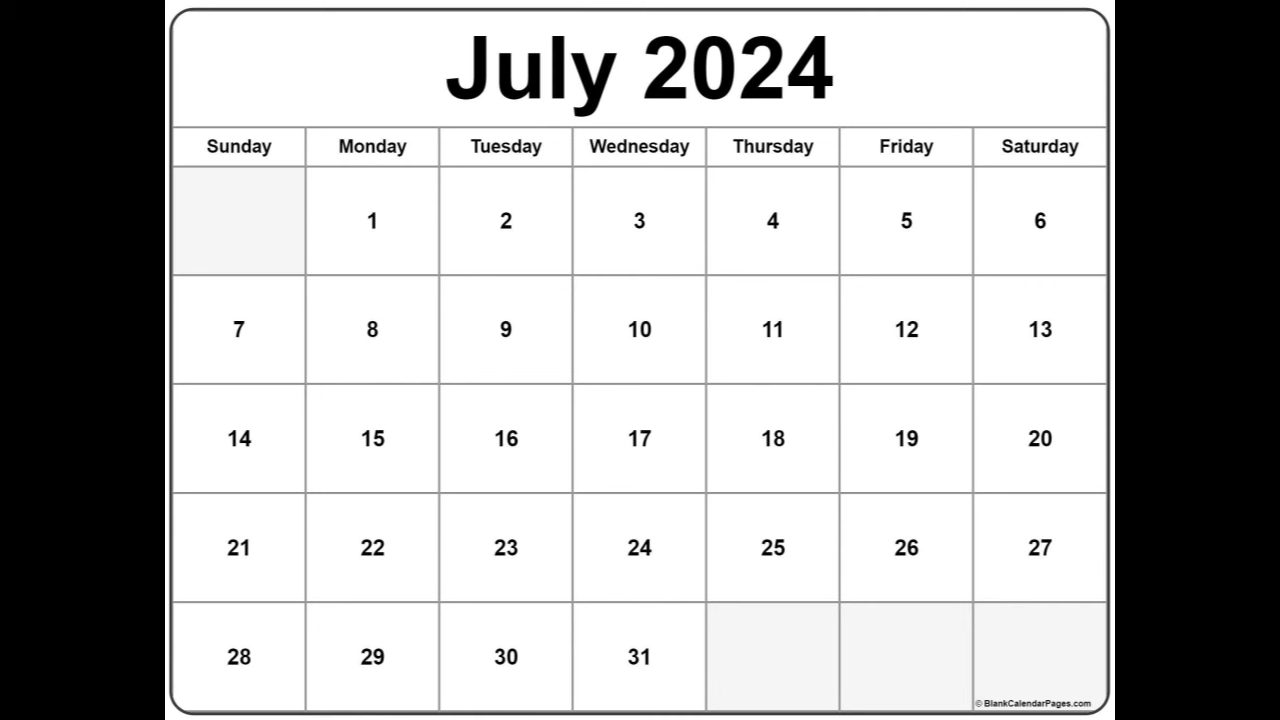 July 2024
Sunday Monday Tuesday Wednesday Thursday Friday Saturday
1 2 3 4 5 6
7 8 9 10 11 12 13
14 15 16 17 18 19 20
21 22 23 24 25 26 27
28 29 30 31
© BlankCalendarPages.com